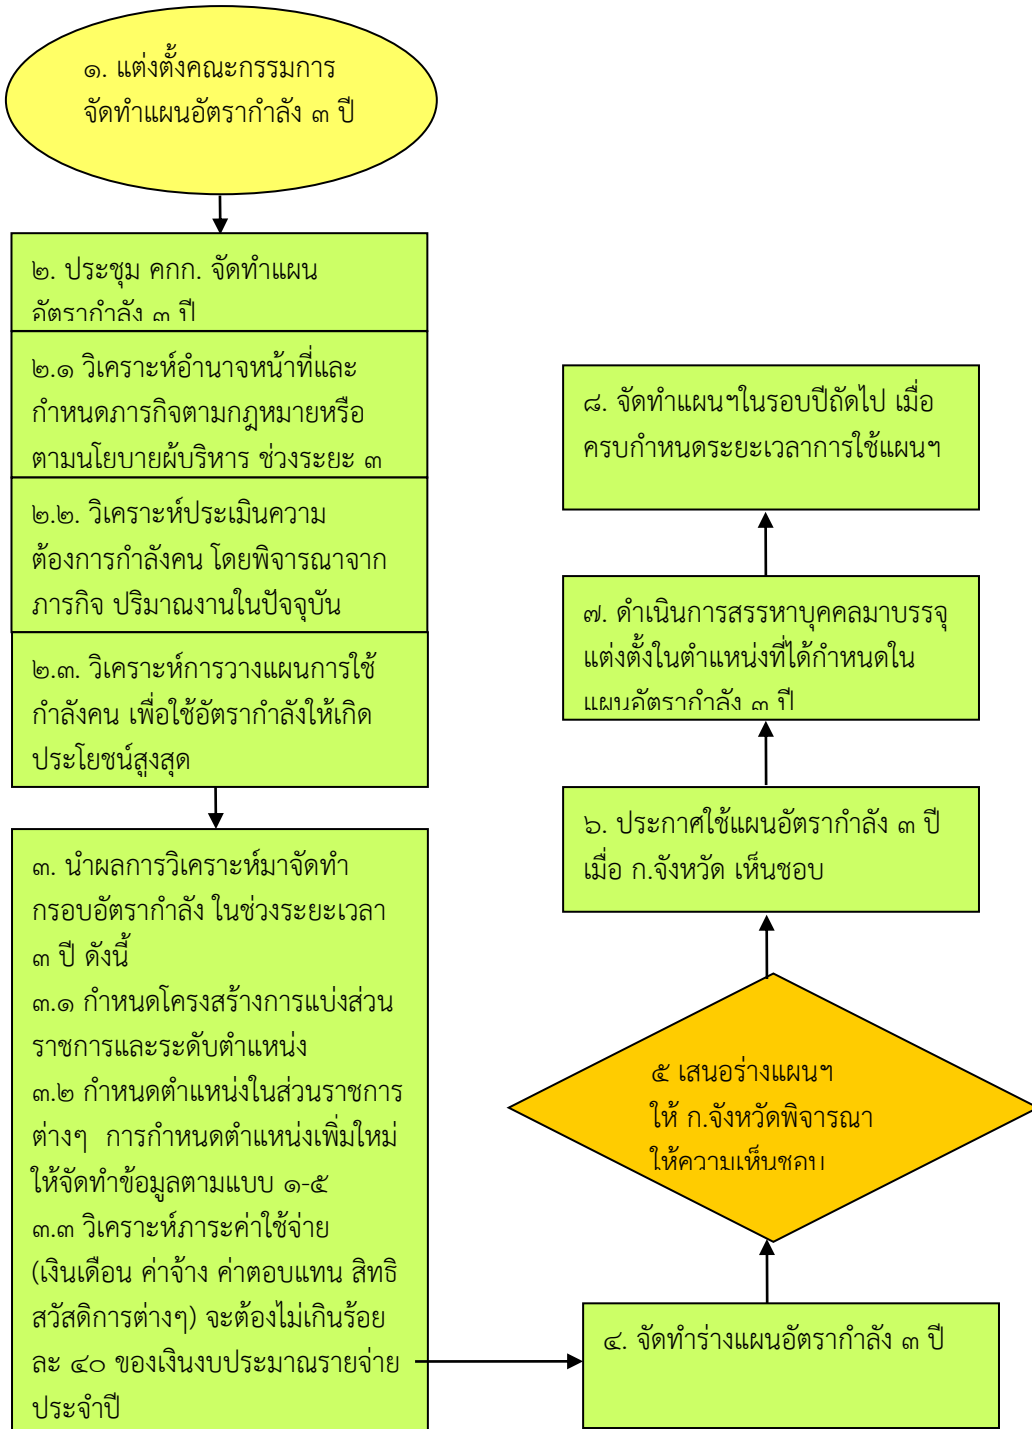 ๑. แต่งตั้งคณะกรรมการ
จัดทำแผนอัตรากำลัง ๓ ปี
๒. ประชุม คกก. จัดทำแผน
อัตรากำลัง ๓ ปี
๒.๑ วิเคราะห์อำนาจหน้าที่และ
กำหนดภารกิจตามกฎหมายหรือ
ตามนโยบายผู้บริหาร ช่วงระยะ ๓
๒.๒. วิเคราะห์ประเมินความ
ต้องการกำลังคน โดยพิจารณาจาก
ภารกิจ ปริมาณงานในปัจจุบัน
๒.๓. วิเคราะห์การวางแผนการใช้
กำลังคน เพื่อใช้อัตรากำลังให้เกิด
ประโยชน์สูงสุด
๓. นำผลการวิเคราะห์มาจัดทำ
กรอบอัตรากำลัง ในช่วงระยะเวลา
๓ ปี ดังนี้
๓.๑ กำหนดโครงสร้างการแบ่งส่วน
ราชการและระดับตำแหน่ง
๓.๒ กำหนดตำแหน่งในส่วนราชการ
ต่างๆ การกำหนดตำแหน่งเพิ่มใหม่
ให้จัดทำข้อมูลตามแบบ ๑-๕
๓.๓ วิเคราะห์ภาระค่าใช้จ่าย
(เงินเดือน ค่าจ้าง ค่าตอบแทน สิทธิ
สวัสดิการต่างๆ) จะต้องไม่เกินร้อย
ละ ๔๐ ของเงินงบประมาณรายจ่าย
ประจำปี
๔. จัดทำร่างแผนอัตรากำลัง ๓ ปี
๕ เสนอร่างแผนฯ
ให้ ก.จังหวัดพิจารณา
ให้ความเห็นชอบ
๖. ประกาศใช้แผนอัตรากำลัง ๓ ปี
เมื่อ ก.จังหวัด เห็นชอบ
๗. ดำเนินการสรรหาบุคคลมาบรรจุ
แต่งตั้งในตำแหน่งที่ได้กำหนดใน
แผนอัตรากำลัง ๓ ปี
๘. จัดทำแผนฯในรอบปีถัดไป เมื่อ
ครบกำหนดระยะเวลาการใช้แผนฯ